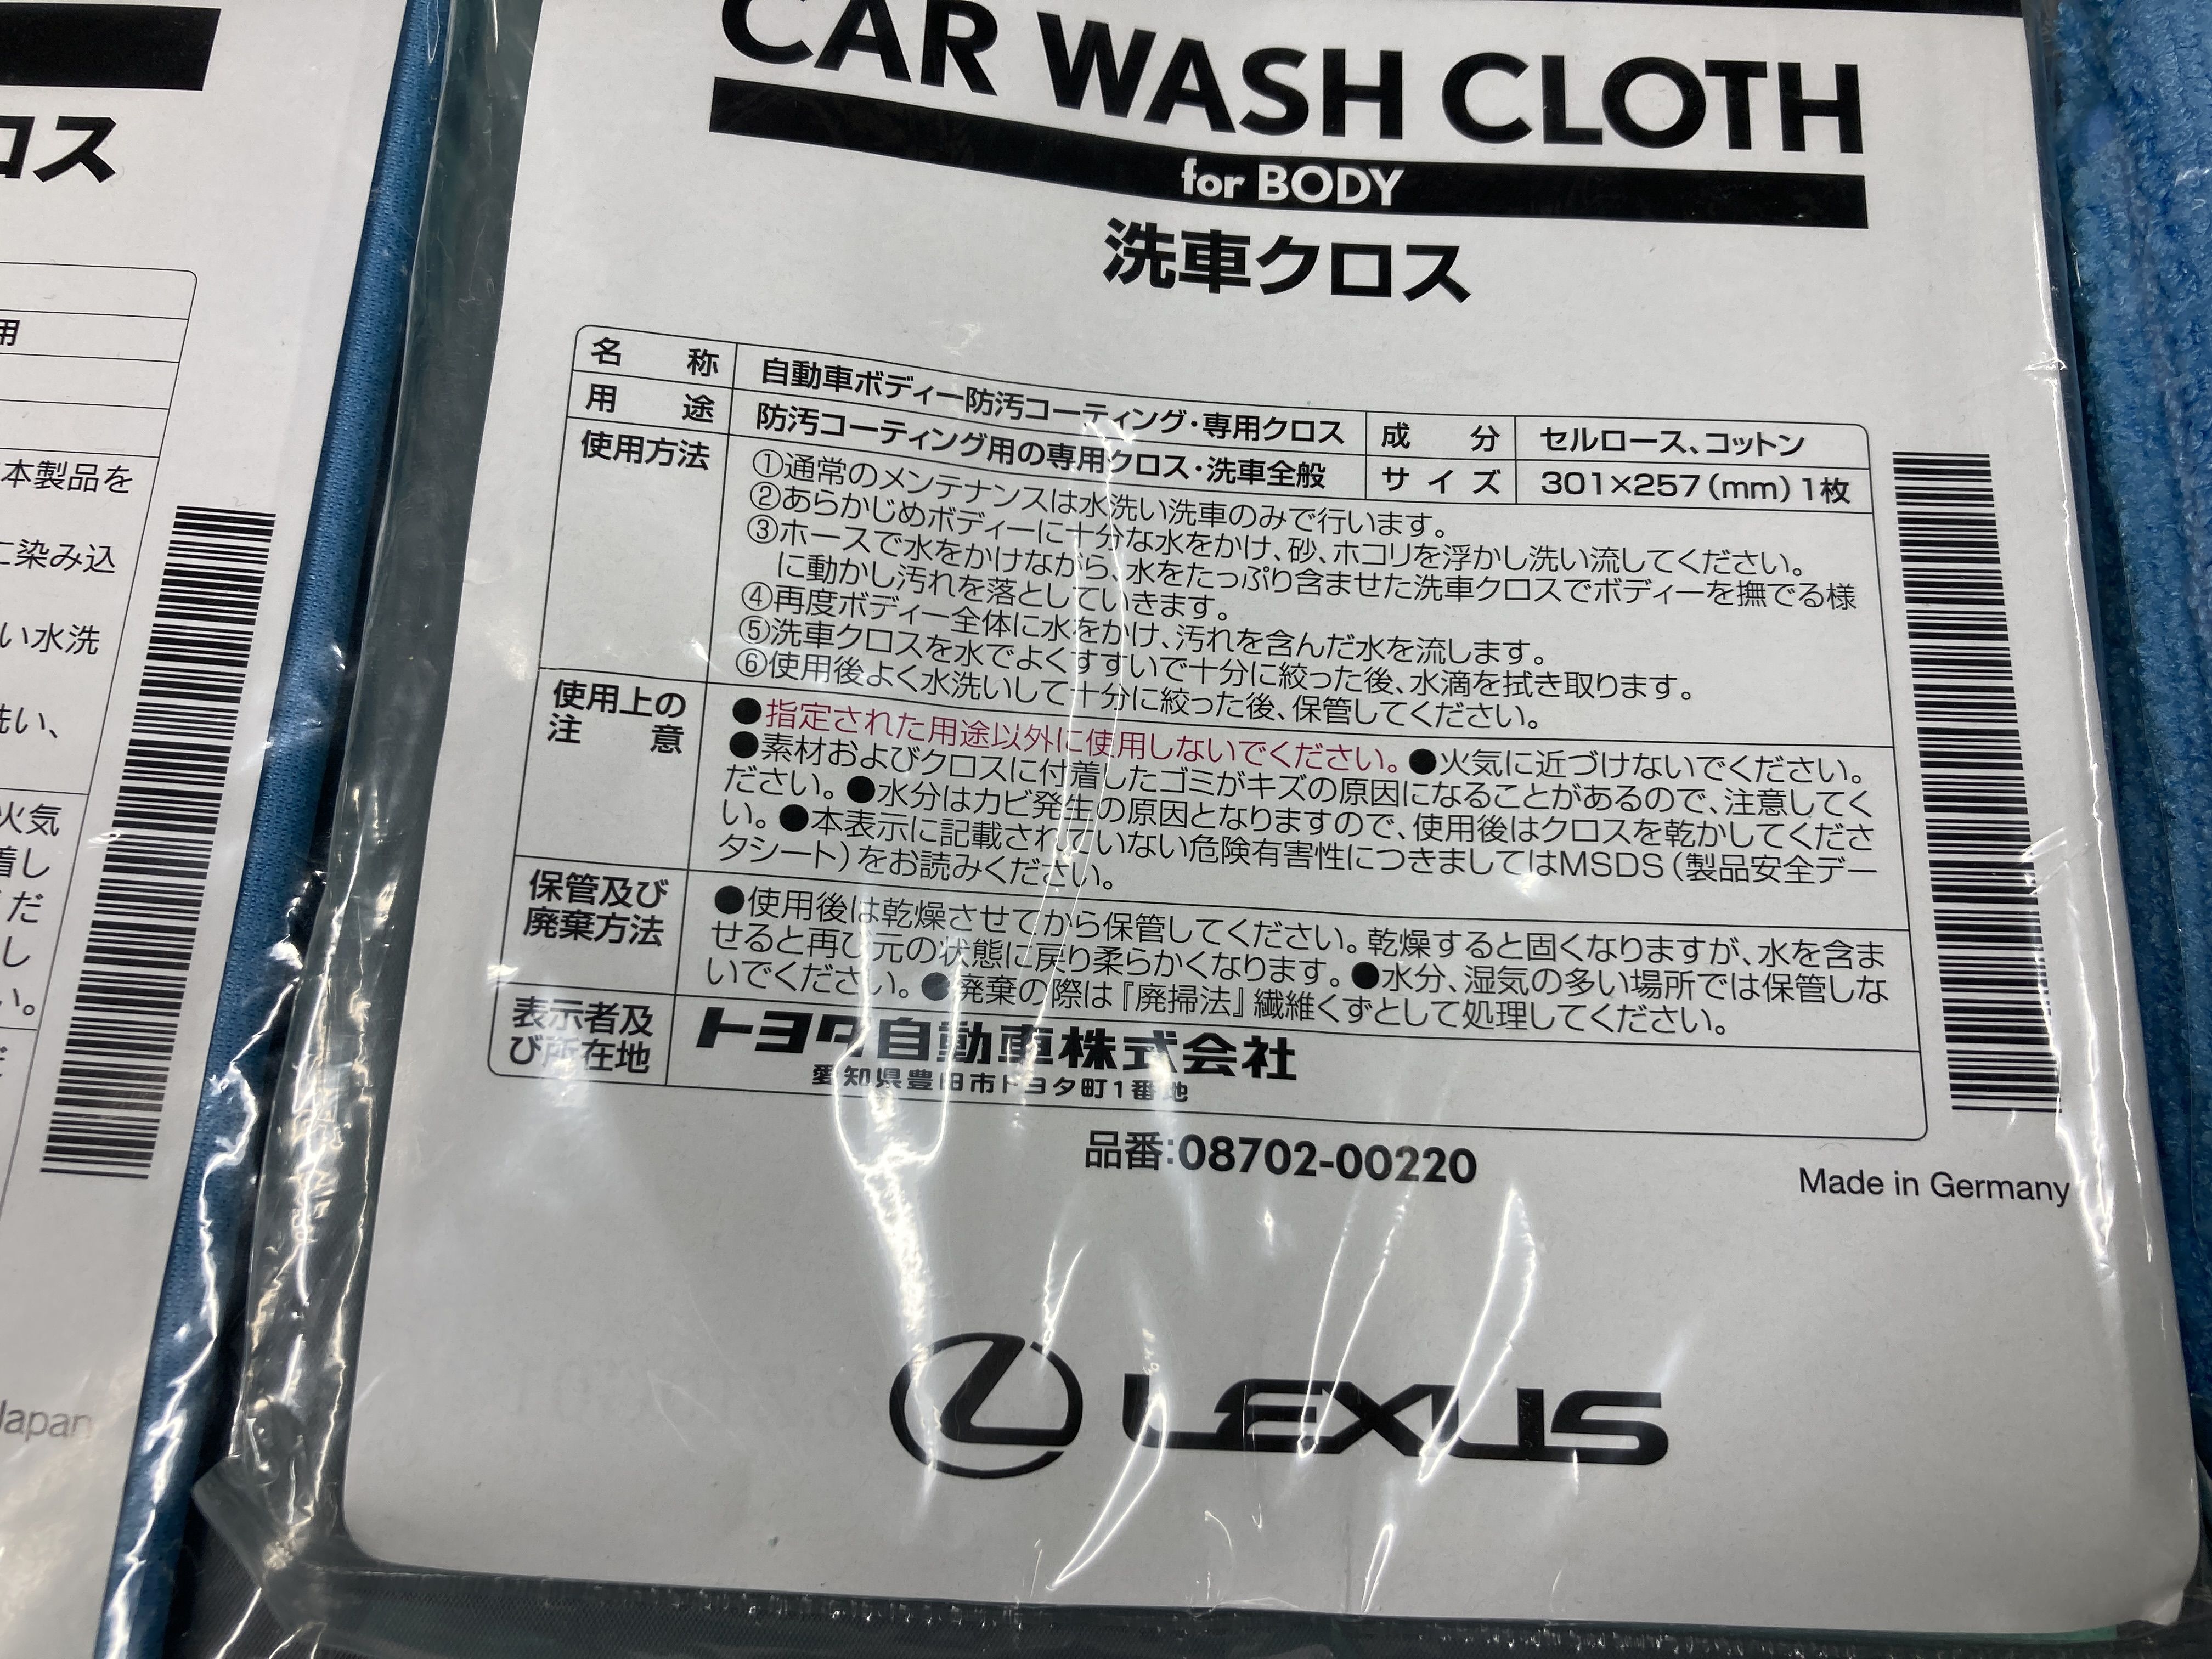 CAR WASH CLOTH
for BODY
洗車クロス
名称 自動車ボディー防汚コーティング・専用クロス 成分 セルロース、コットン
用途 防汚コーティング用の専用クロス・洗車全般 サイズ 301×257(mm)1枚
使用方法 ①通常のメンテナンスは水洗い洗車のみで行います。
②あらかじめボディーに十分な水をかけ、砂、ホコリを浮かし洗い流してください。
③ホースで水をかけながら、水をたっぷり含ませた洗車クロスでボディーを撫でる様
に動かし汚れを落としていきます。
④再度ボディー全体に水をかけ、汚れを含んだ水を流します。
⑤洗車クロスを水でよくすすいで十分に絞った後、水滴を拭き取ります。
⑥使用後よく水洗いして十分に絞った後、保管してください。
使用上の
注意
●指定された用途以外に使用しないでください。●火気に近づけないでください。
●素材およびクロスに付着したゴミがキズの原因になることがあるので、注意してく
ださい。●水分はカビ発生の原因となりますので、使用後はクロスを乾かしてくださ
い。●本表示に記載されていない危険有害性につきましてはMSDS(製品安全デー
タシート)をお読みください。
保管及び
廃棄方法
●使用後は乾燥させてから保管してください。乾燥すると固くなりますが、水を含ま
せると再び元の状態に戻り柔らかくなります。●水分、湿気の多い場所では保管しな
いでください。●廃棄の際は『廃掃法』繊維くずとして処理してください。
表示者及
び所在地
トヨタ自動車株式会社
愛知県豊田市トヨタ町1番地
品番:08702-00220
Made in Germany
LEXUS
ロス
用
本製品を
に染み込
い水洗
洗い、
火気
着し
だ
し
い。
Japan